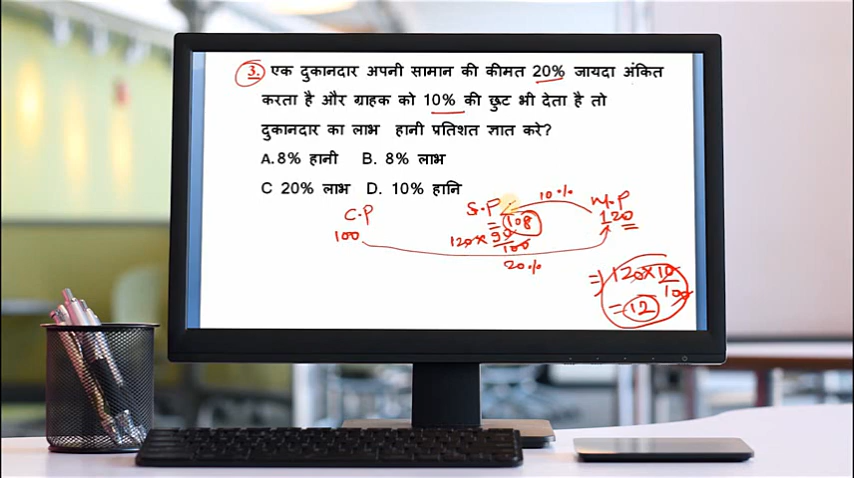 3. एक दुकानदार अपनी सामान की कीमत 20% जायदा अंकित
करता है और ग्राहक को 10% की छुट भी देता है तो
दुकानदार का लाभ हानी प्रतिशत ज्ञात करे?
A.8% हानी B. 8% लाभ
C 20% लाभ D. 10% हानि
C.P S.P 10% M.P
100 = 108 120
120 × 90
100
20%
⇒ 120×10
100
= 12